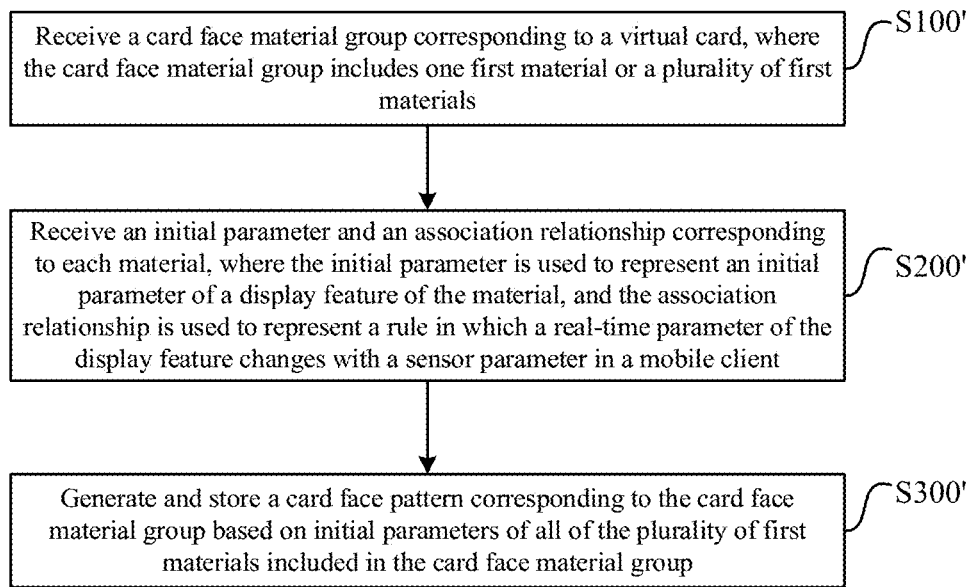 Receive a card face material group corresponding to a virtual card, where
the card face material group includes one first material or a plurality of first
materials
S100'
Receive an initial parameter and an association relationship corresponding
to each material, where the initial parameter is used to represent an initial
parameter of a display feature of the material, and the association
relationship is used to represent a rule in which a real-time parameter of the
display feature changes with a sensor parameter in a mobile client
S200'
Generate and store a card face pattern corresponding to the card face
material group based on initial parameters of all of the plurality of first
materials included in the card face material group
S300'